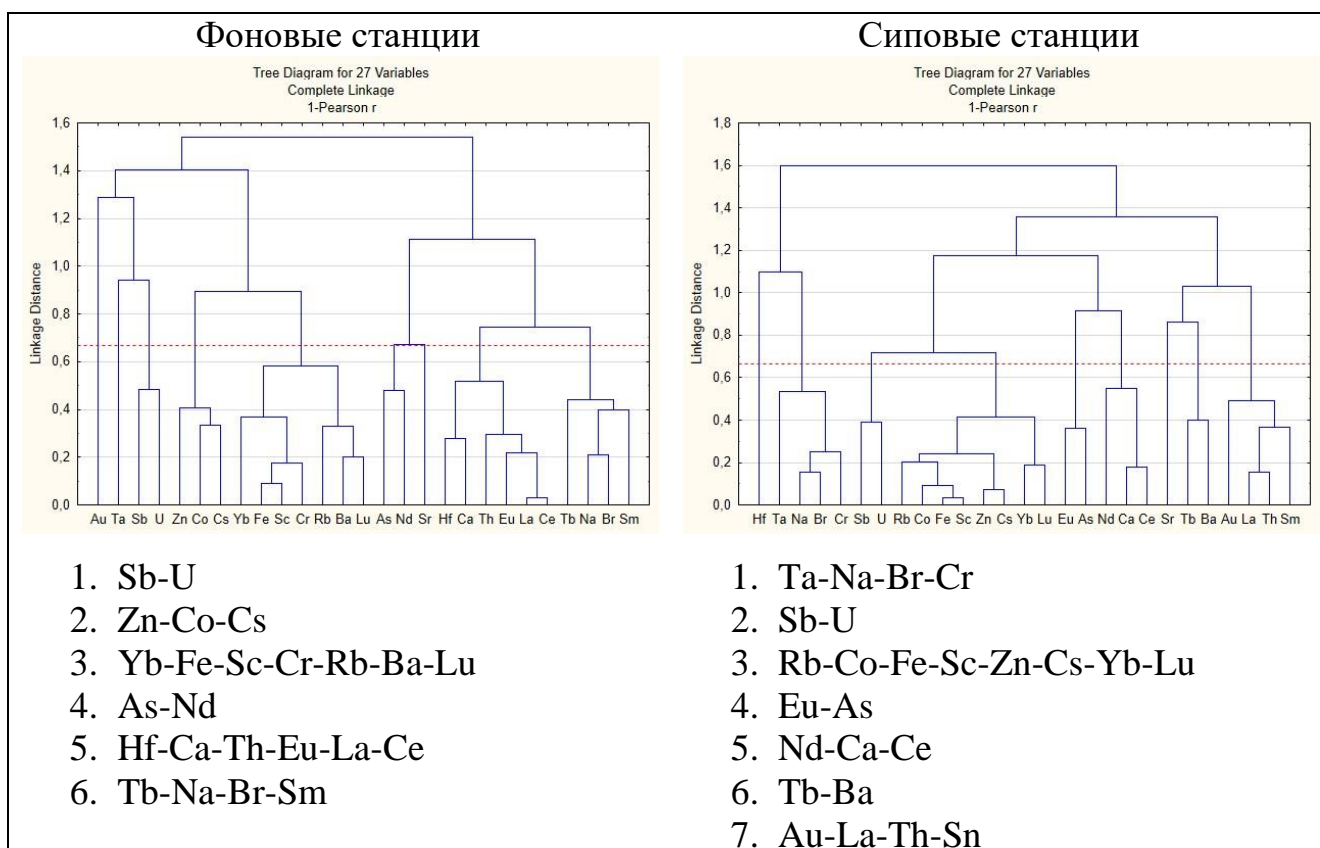 Фоновые станции
Tree Diagram for 27 Variables
Complete Linkage
1-Pearson r
1,6
1,4
1,2
1,0
0,8
0,6
0,4
0,2
0,0
Linkage Distance
Au Ta Sb U Zn Co Cs Yb Fe Sc Cr Rb Ba Lu As Nd Sr Hf Ca Th Eu La Ce Tb Na Br Sm
1. Sb-U
2. Zn-Co-Cs
3. Yb-Fe-Sc-Cr-Rb-Ba-Lu
4. As-Nd
5. Hf-Ca-Th-Eu-La-Ce
6. Tb-Na-Br-Sm
Сиповые станции
Tree Diagram for 27 Variables
Complete Linkage
1-Pearson r
1,8
1,6
1,4
1,2
1,0
0,8
0,6
0,4
0,2
0,0
Linkage Distance
Hf Ta Na Br Cr Sb U Rb Co Fe Sc Zn Cs Yb Lu Eu As Nd Ca Ce Sr Tb Ba Au La Th Sm
1. Ta-Na-Br-Cr
2. Sb-U
3. Rb-Co-Fe-Sc-Zn-Cs-Yb-Lu
4. Eu-As
5. Nd-Ca-Ce
6. Tb-Ba
7. Au-La-Th-Sn